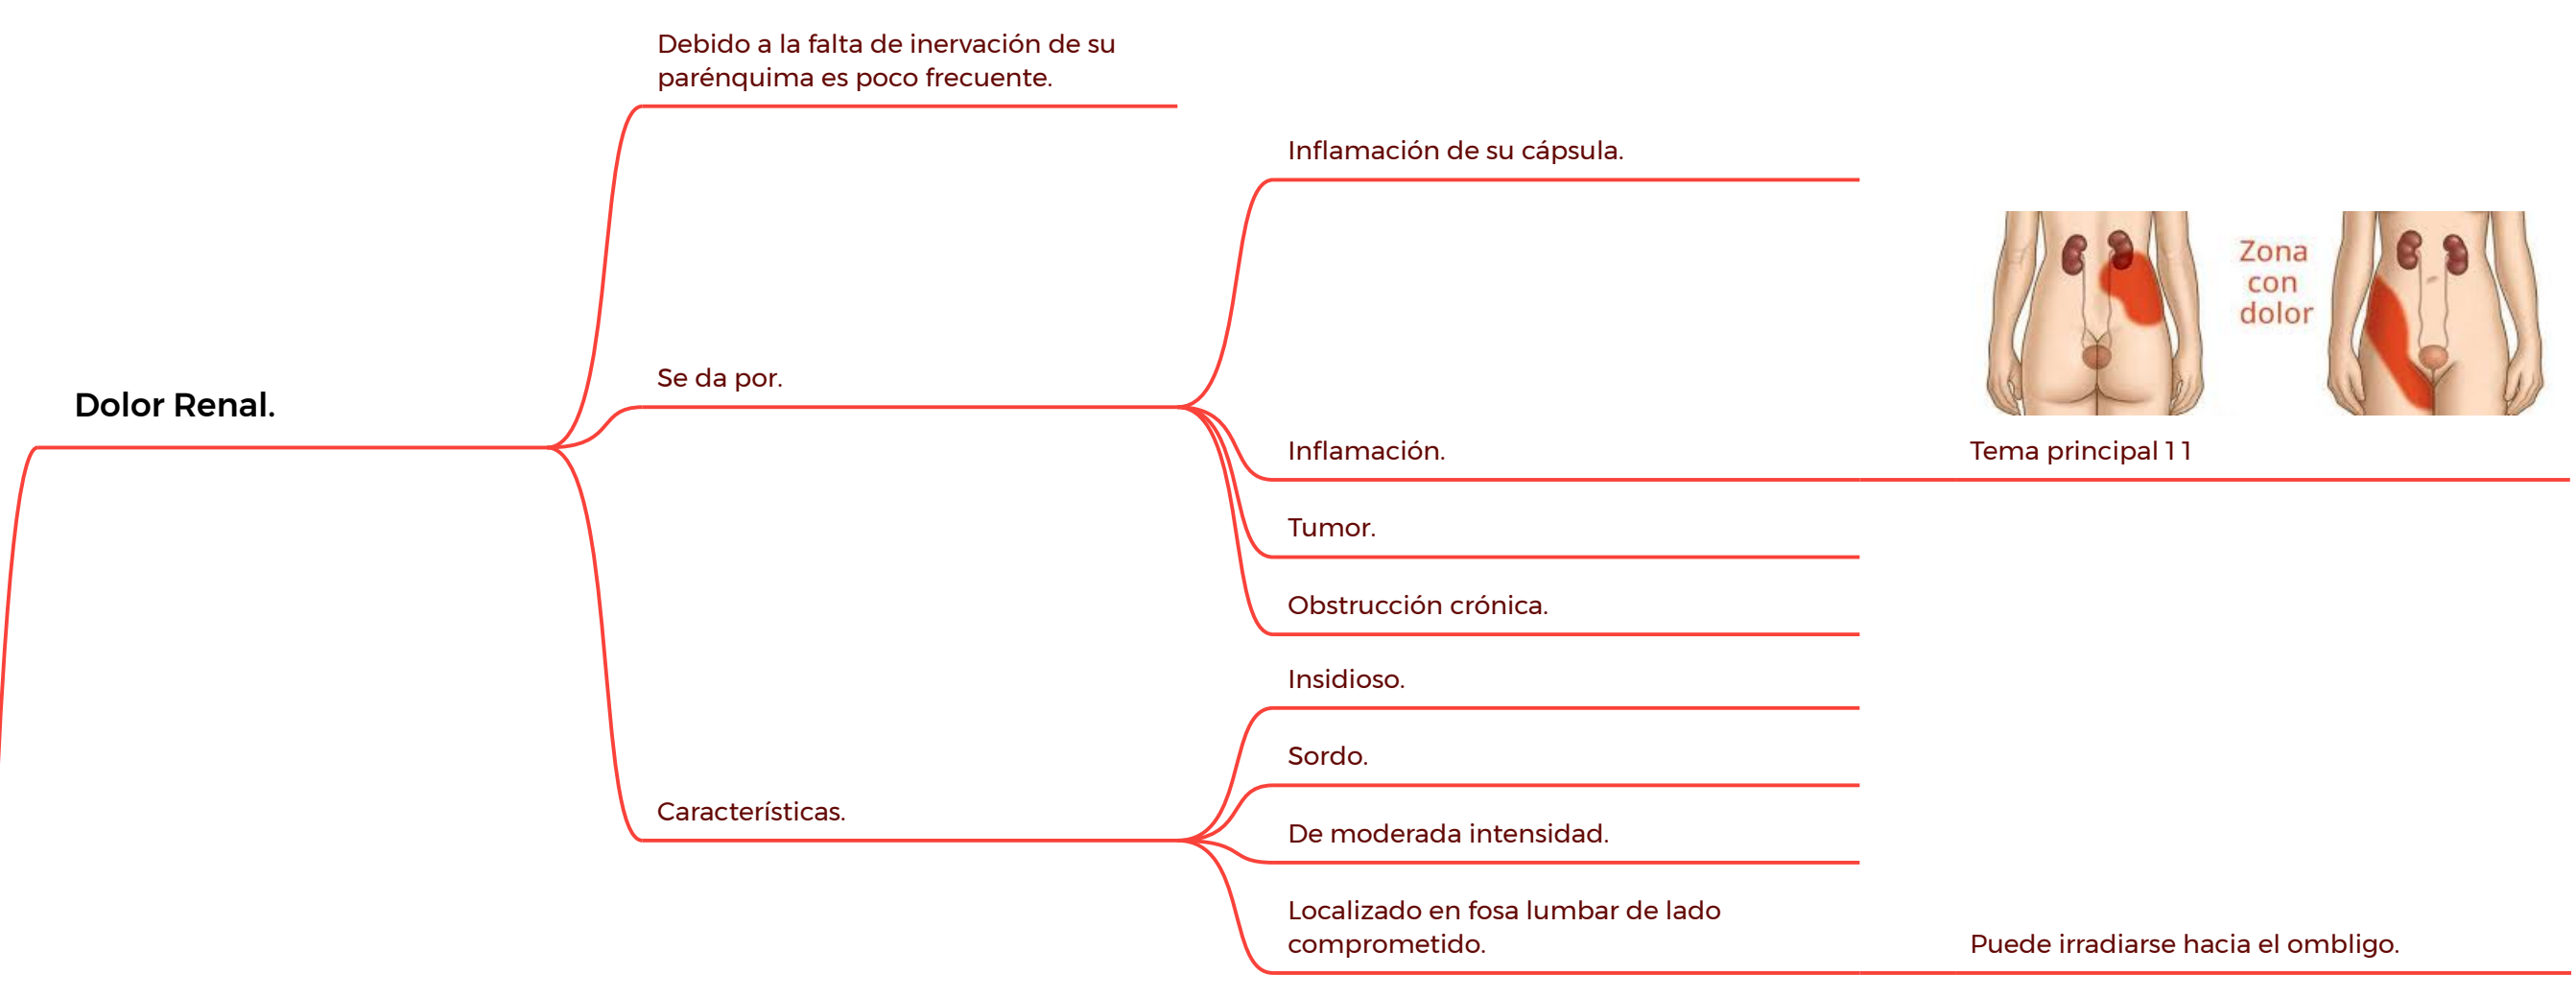 Dolor Renal.
Debido a la falta de inervación de su
parénquima es poco frecuente.
Se da por.
Inflamación de su cápsula.
Inflamación.
Zona
con
dolor
Tema principal 1 1
Tumor.
Obstrucción crónica.
Características.
Insidioso.
Sordo.
De moderada intensidad.
Localizado en fosa lumbar de lado
comprometido.
Puede irradiarse hacia el ombligo.